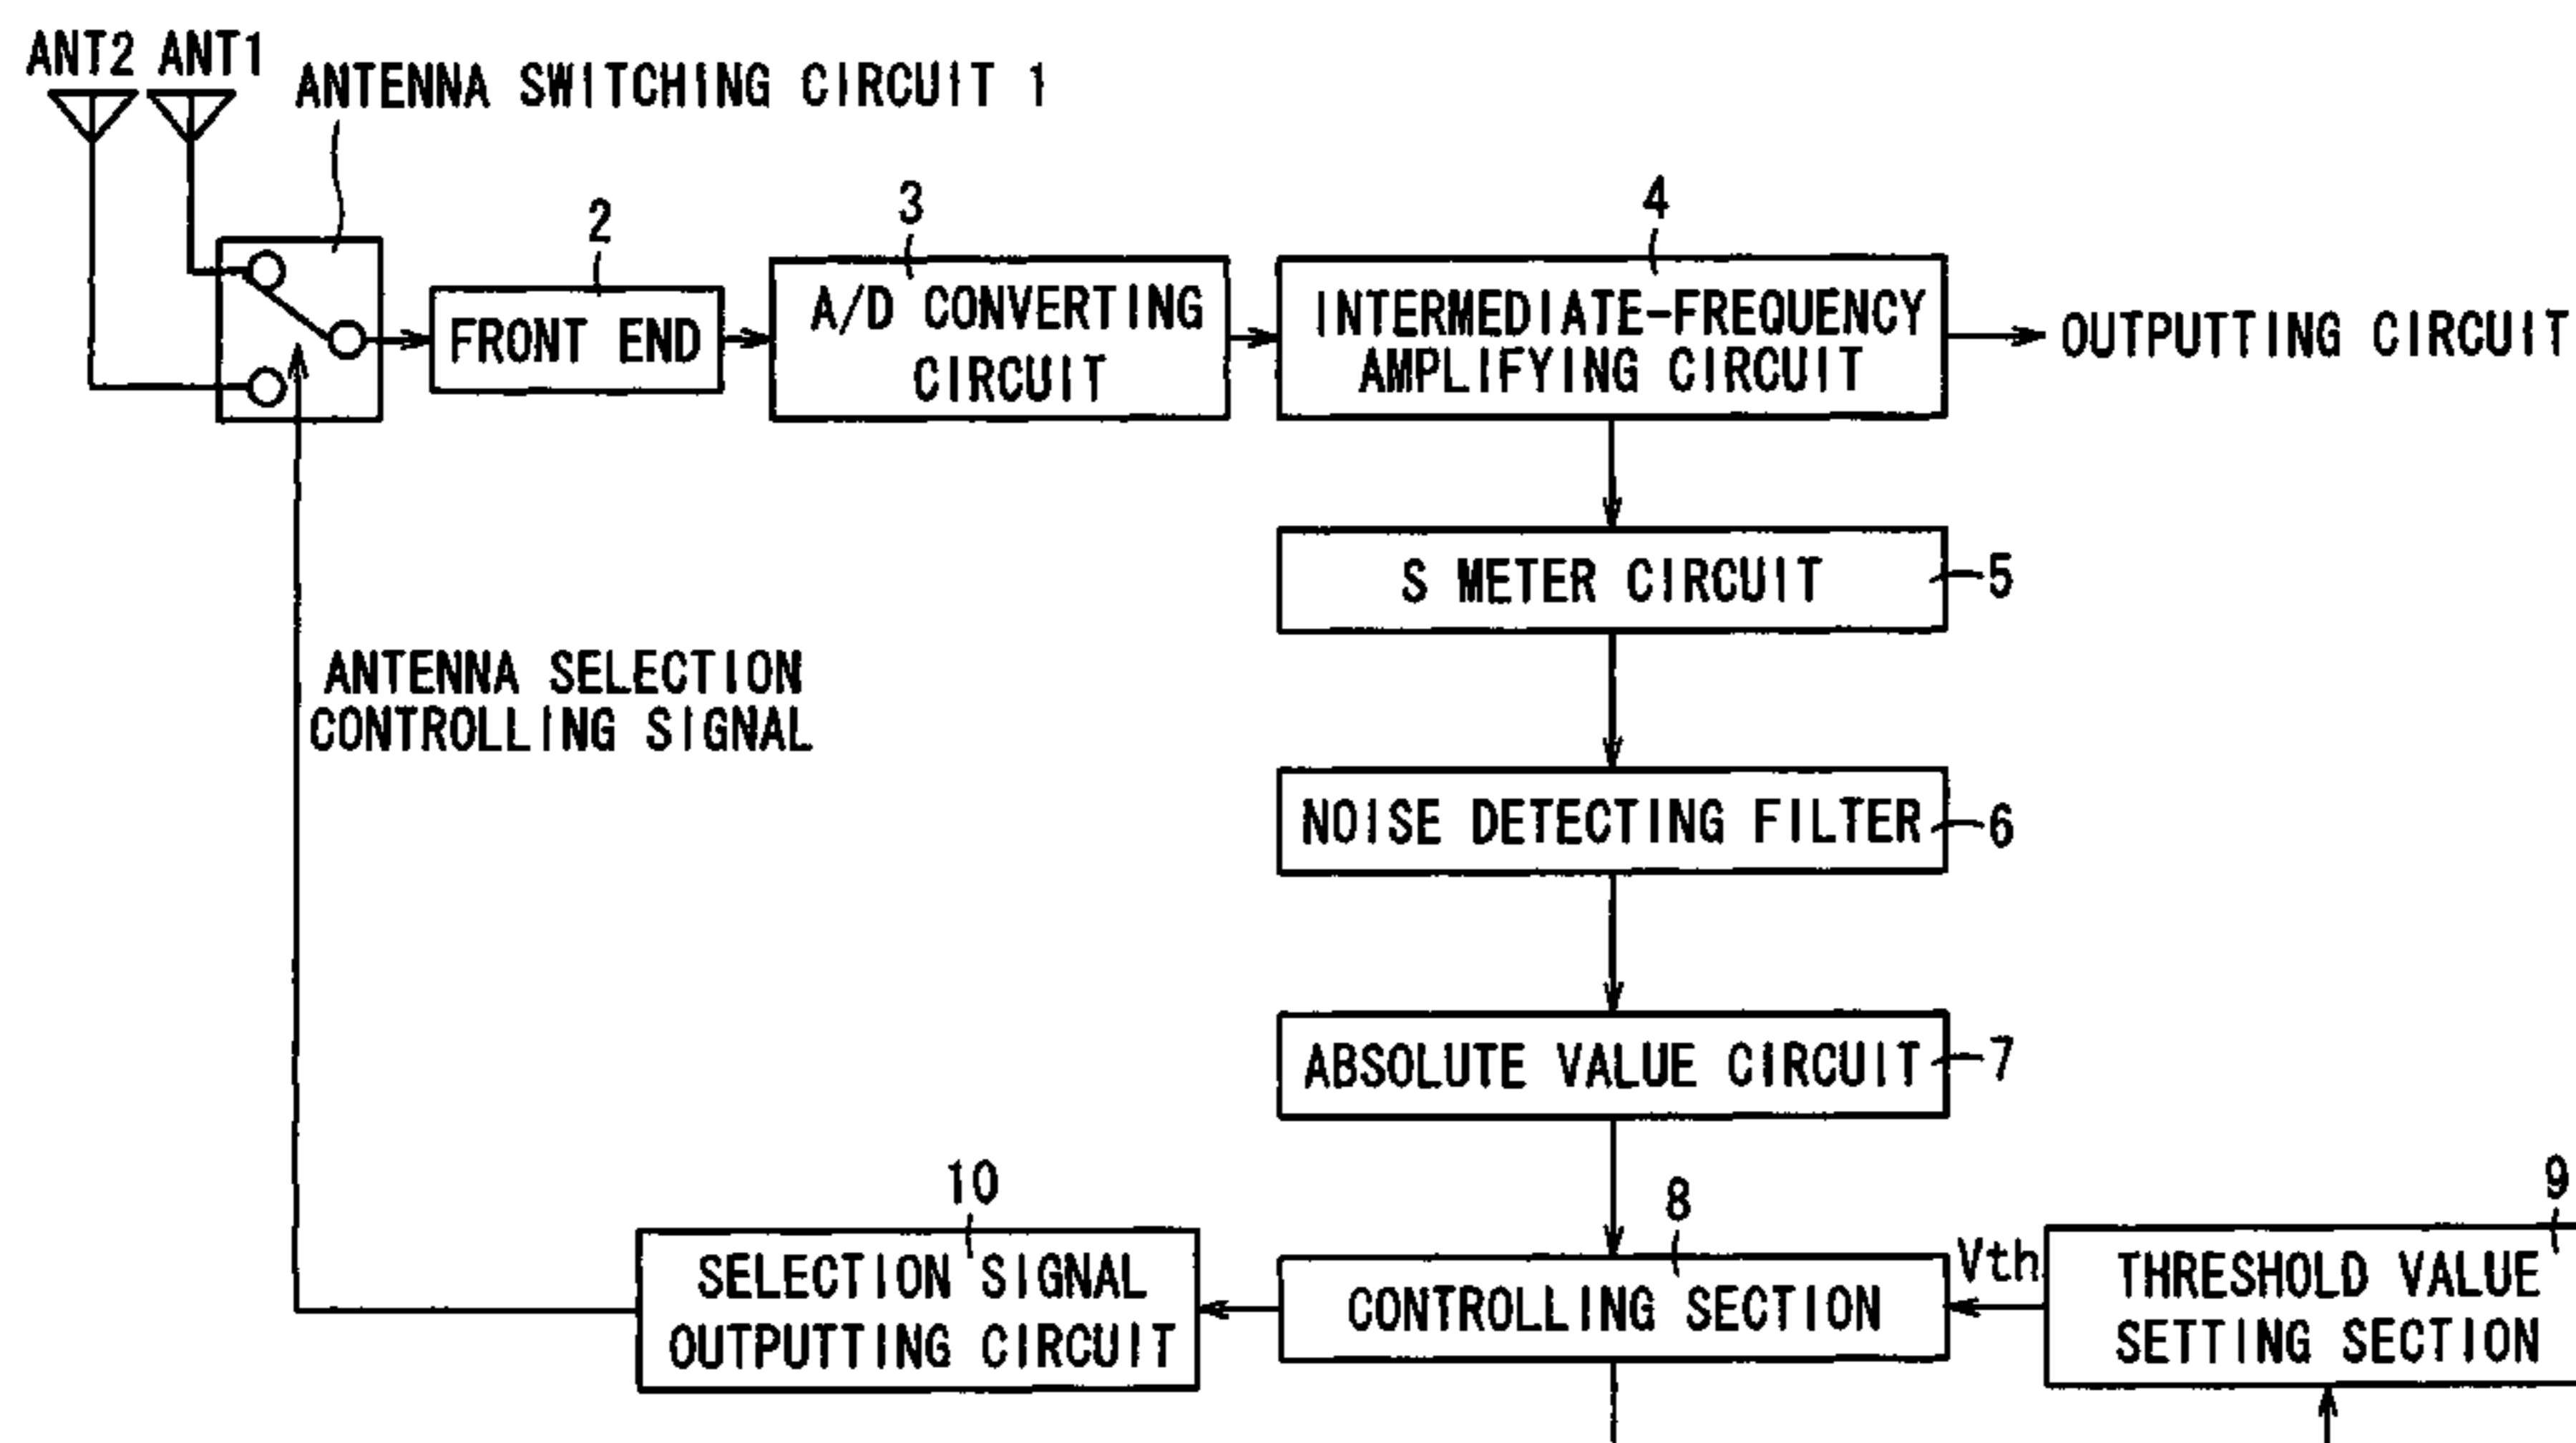 ANT2 ANT1
ANTENNA SWITCHING CIRCUIT 1
2
FRONT END
3
A/D CONVERTING
CIRCUIT
4
INTERMEDIATE-FREQUENCY
AMPLIFYING CIRCUIT
OUTPUTTING CIRCUIT
S METER CIRCUIT
5
ANTENNA SELECTION
CONTROLLING SIGNAL
NOISE DETECTING FILTER
6
ABSOLUTE VALUE CIRCUIT
7
10
SELECTION SIGNAL
OUTPUTTING CIRCUIT
8
CONTROLLING SECTION
Vth
9
THRESHOLD VALUE
SETTING SECTION